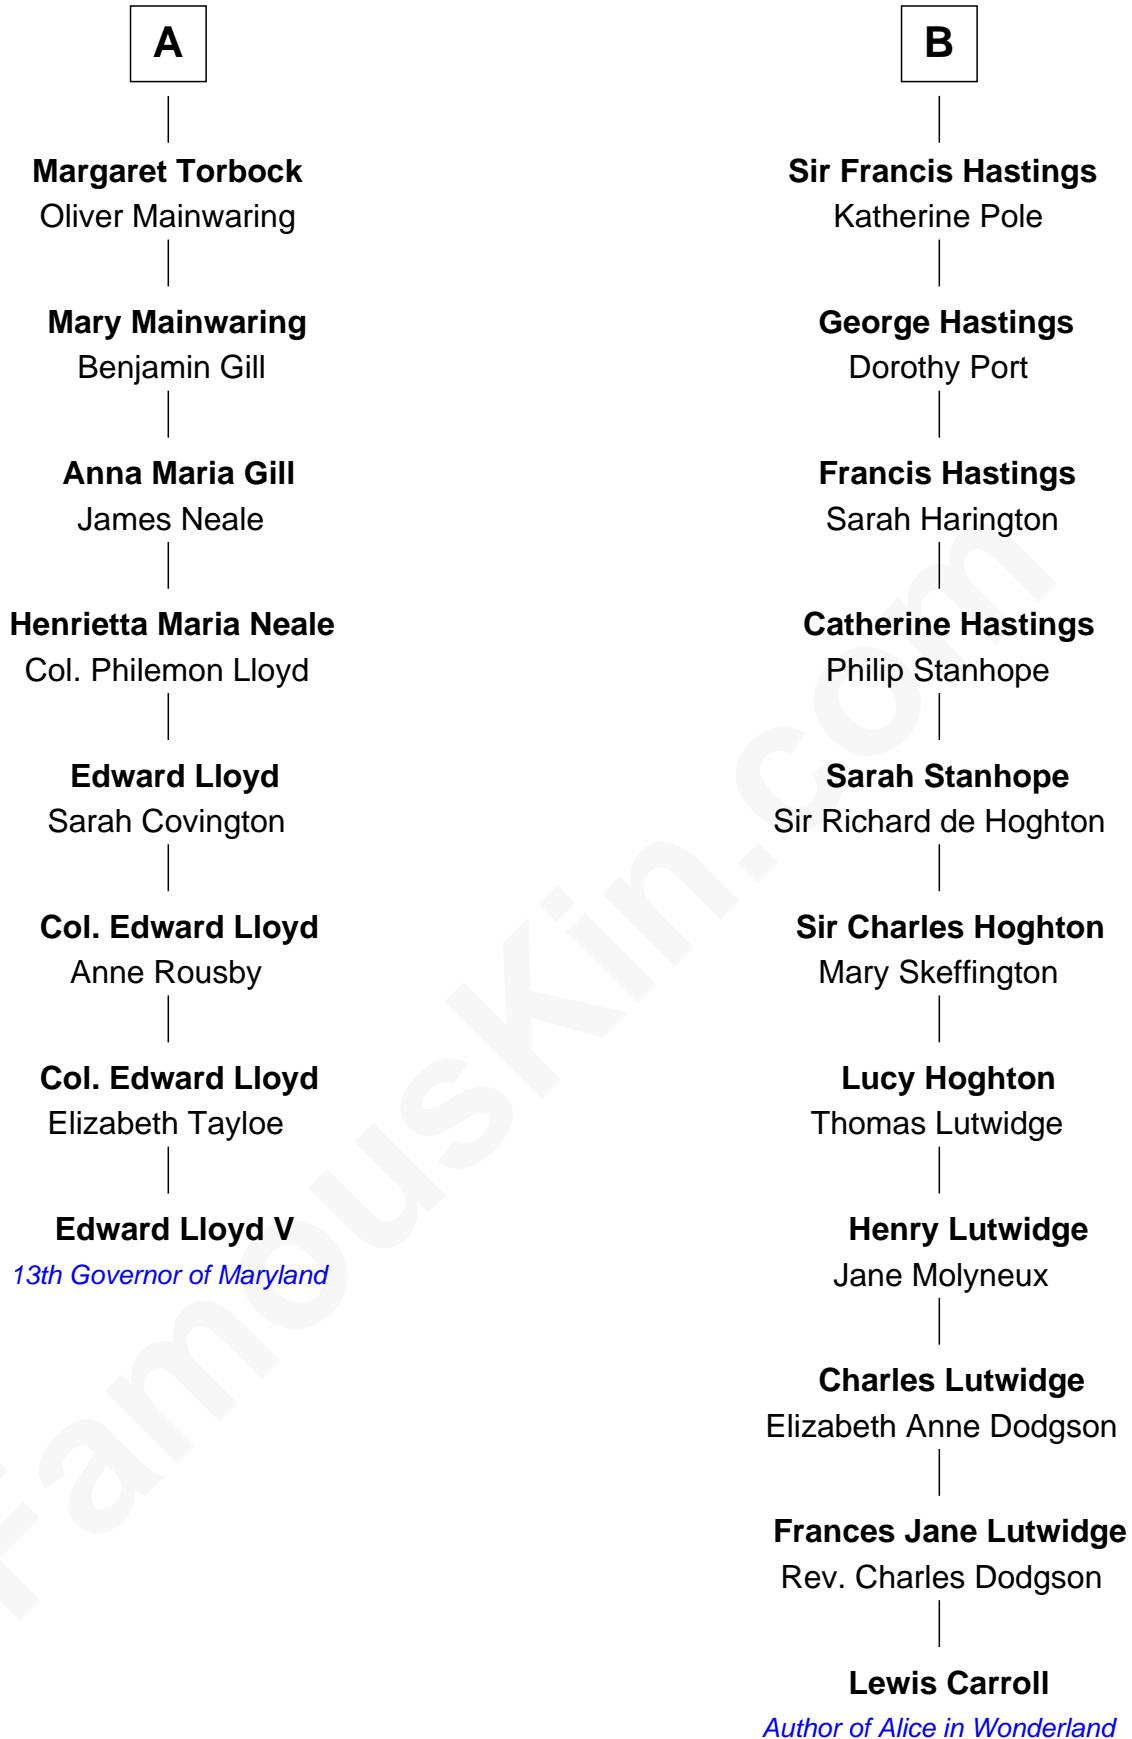 A
Margaret Torbock
Oliver Mainwaring
Mary Mainwaring
Benjamin Gill
Anna Maria Gill
James Neale
Henrietta Maria Neale
Col. Philemon Lloyd
Edward Lloyd
Sarah Covington
Col. Edward Lloyd
Anne Rousby
Col. Edward Lloyd
Elizabeth Tayloe
Edward Lloyd V
13th Governor of Maryland
B
Sir Francis Hastings
Katherine Pole
George Hastings
Dorothy Port
Francis Hastings
Sarah Harington
Catherine Hastings
Philip Stanhope
Sarah Stanhope
Sir Richard de Hoghton
Sir Charles Hoghton
Mary Skeffington
Lucy Hoghton
Thomas Lutwidge
Henry Lutwidge
Jane Molyneux
Charles Lutwidge
Elizabeth Anne Dodgson
Frances Jane Lutwidge
Rev. Charles Dodgson
Lewis Carroll
Author of Alice in Wonderland
FamousKin.com